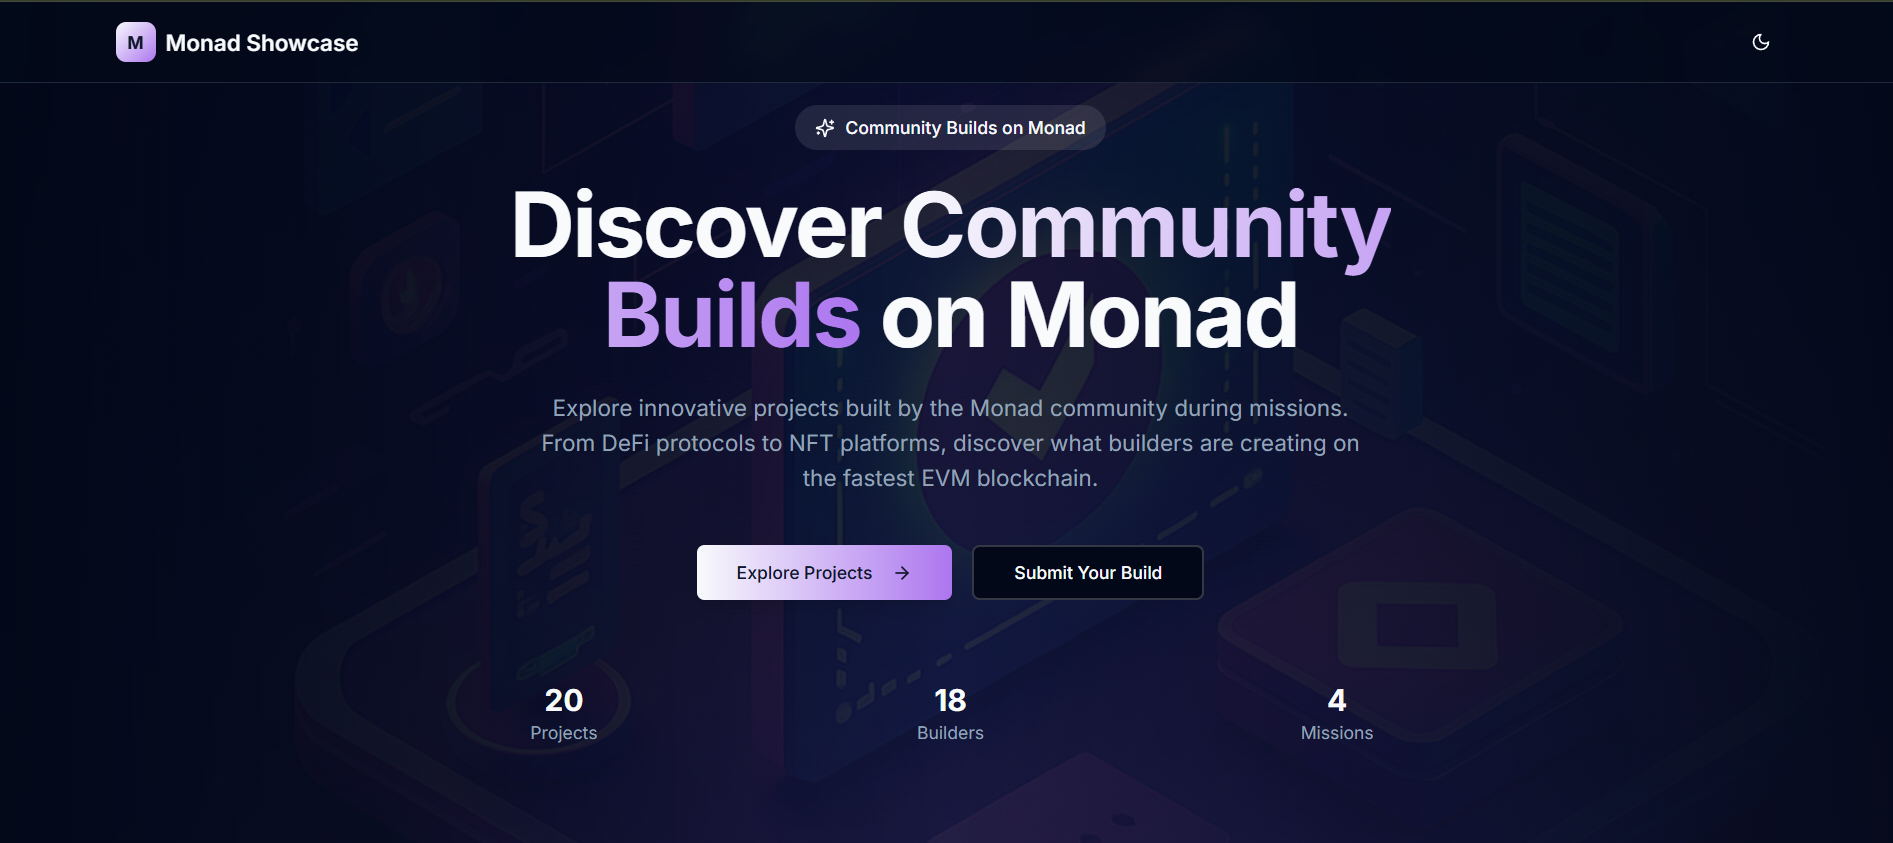 M
Monad Showcase
Community Builds on Monad
Discover Community
Builds on Monad
Explore innovative projects built by the Monad community during missions.
From DeFi protocols to NFT platforms, discover what builders are creating on
the fastest EVM blockchain.
Explore Projects
Submit Your Build
20
Projects
18
Builders
4
Missions